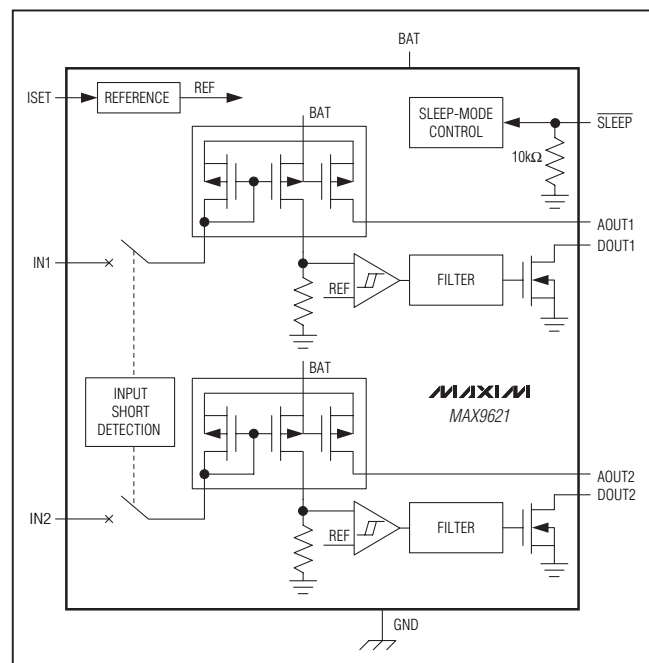 BAT
ISET
REFERENCE
REF
BAT
SLEEP-MODE
CONTROL
SLEEP
10kΩ
AOUT1
DOUT1
IN1
REF
FILTER
BAT
INPUT
SHORT
DETECTION
MAXIM
MAX9621
AOUT2
DOUT2
IN2
REF
FILTER
GND